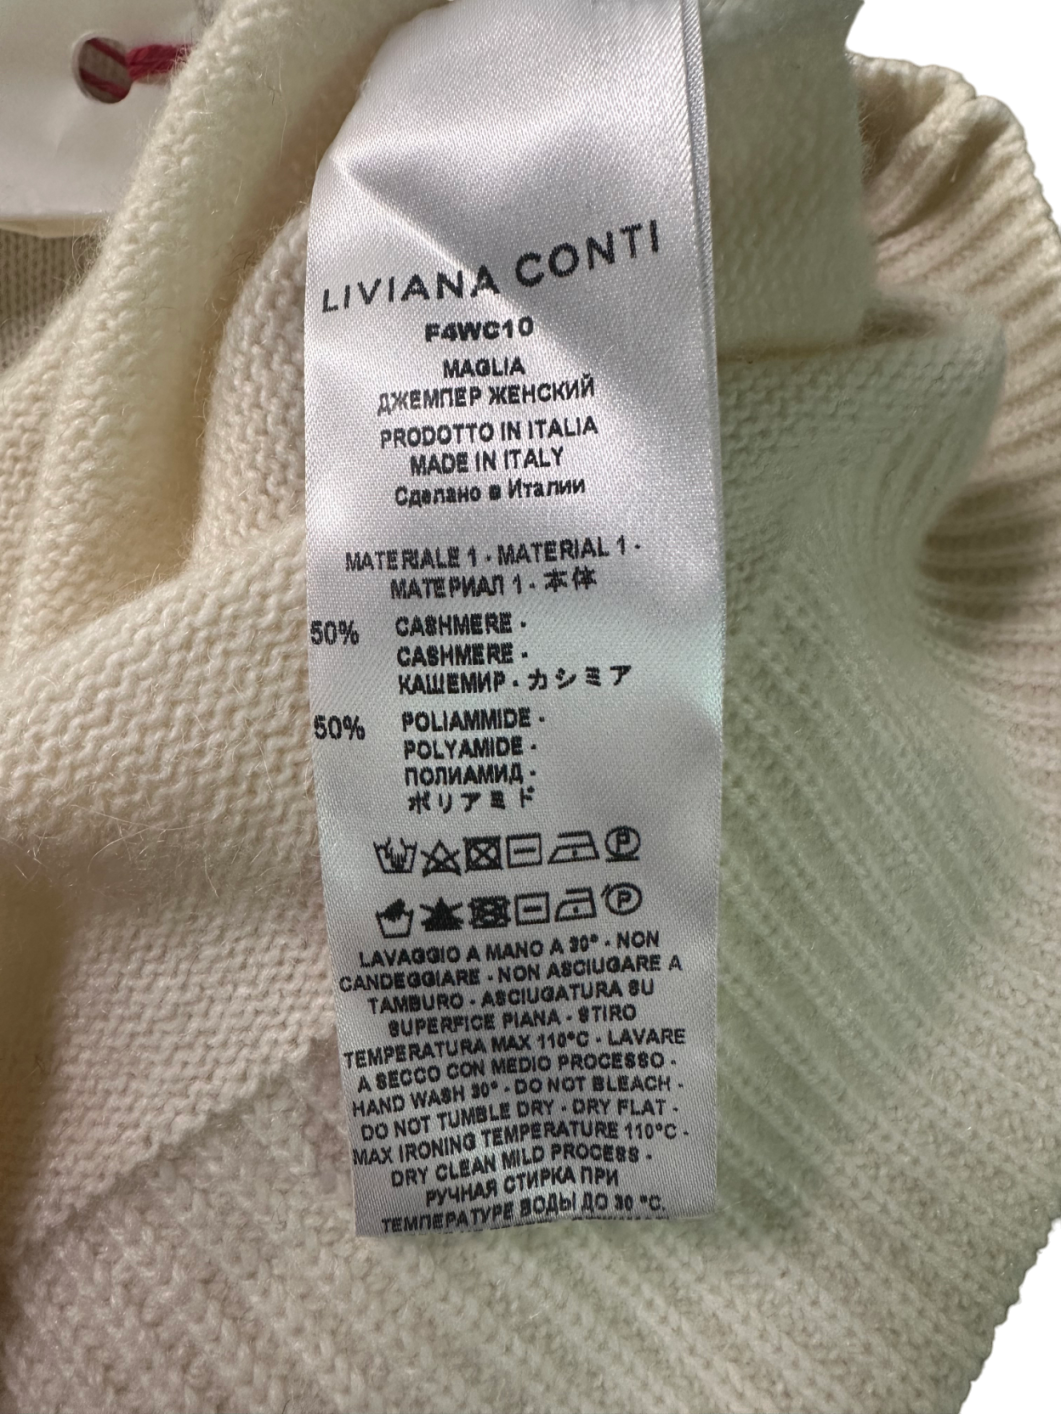 LIVIANA CONTI
F4WC10
MAGLIA
ДЖЕМПЕР ЖЕНСКИЙ
PRODOTTO IN ITALIA
MADE IN ITALY
Сделано в Италии
MATERIALE 1 - MATERIAL 1 -
МАТЕРИАЛ 1 - 本体
50% CASHMERE -
CASHMERE -
КАШЕМИР - カシミア
50% POLIAMMIDE -
POLYAMIDE -
ПОЛИАМИД -
ポリアミド
P
P
LAVAGGIO A MANO A 30° - NON
CANDEGGIARE - NON ASCIUGARE A
TAMBURO - ASCIUGATURA SU
SUPERFICE PIANA - STIRO
TEMPERATURA MAX 110°C - LAVARE
A SECCO CON MEDIO PROCESSO -
HAND WASH 30° - DO NOT BLEACH -
DO NOT TUMBLE DRY - DRY FLAT -
MAX IRONING TEMPERATURE 110°C -
DRY CLEAN MILD PROCESS -
РУЧНАЯ СТИРКА ПРИ
ТЕМПЕРАТУРЕ ВОДЫ ДО 30 °C.